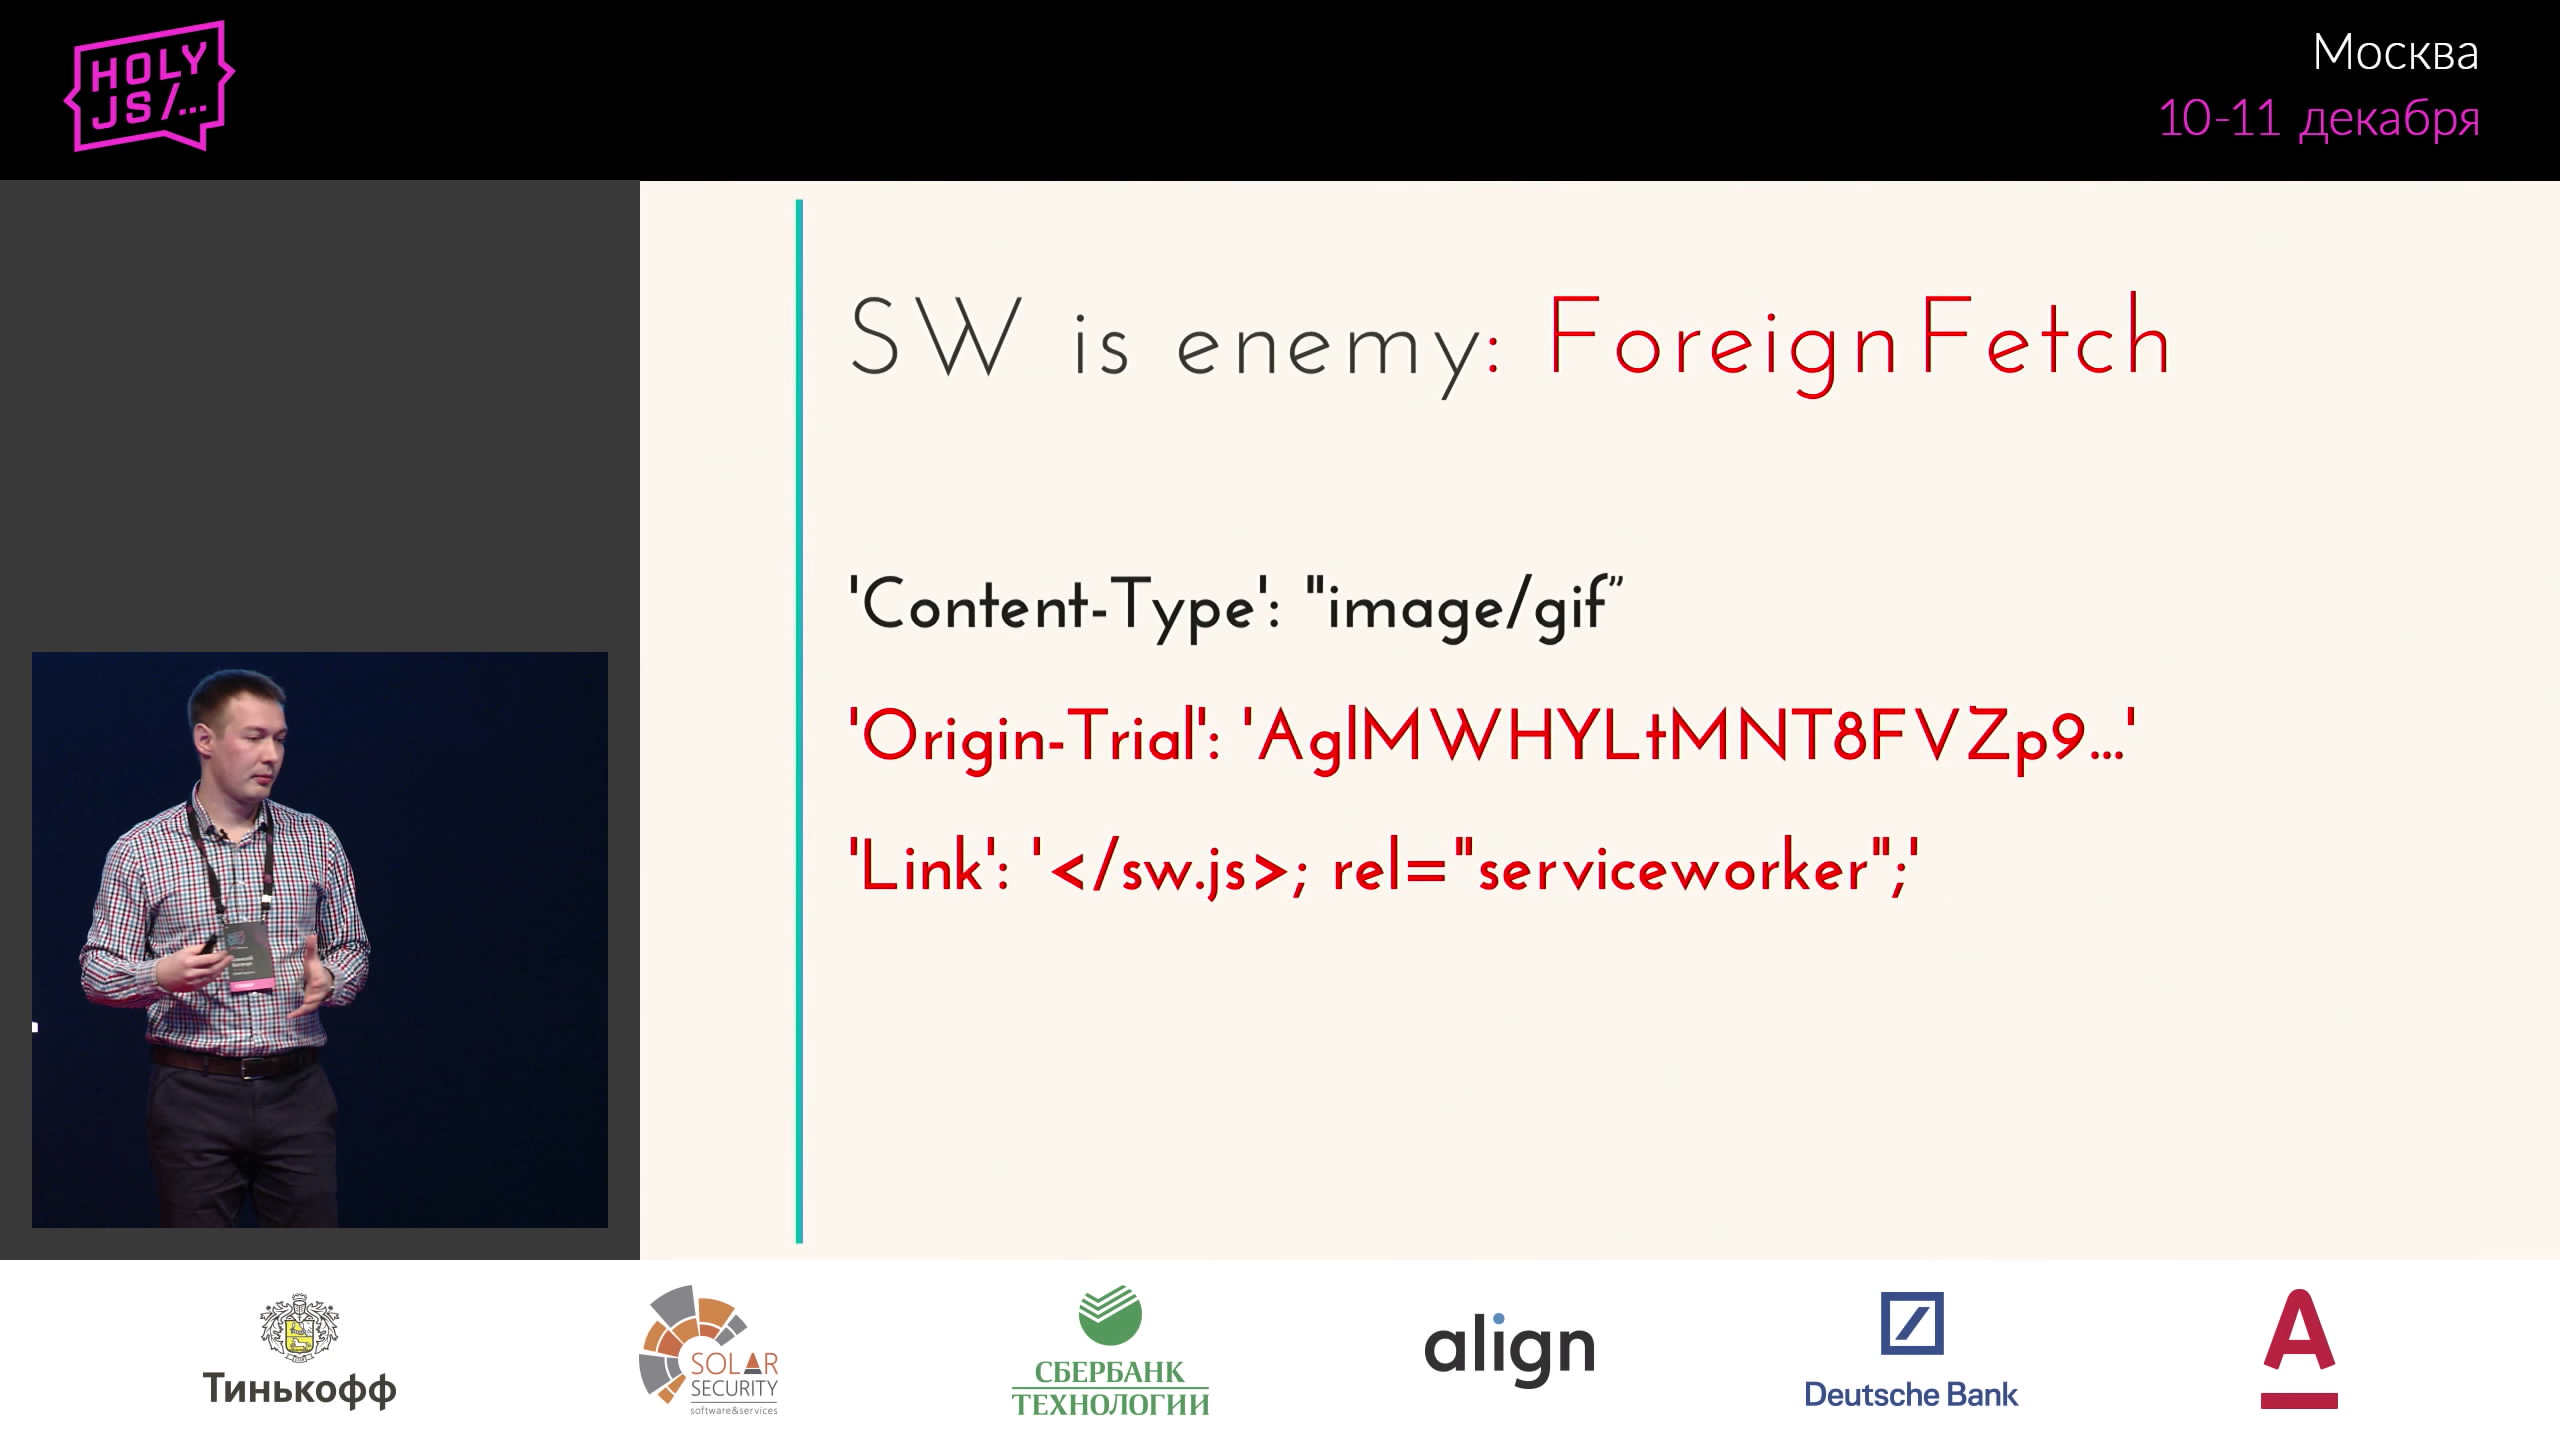 HOLY
JS/...
Москва
10-11 декабря
SW is enemy: ForeignFetch
'Content-Type': "image/gif”
'Origin-Trial': 'AglMWHYLtMNT8FVZp9...'
'Link': '</sw.js>; rel="serviceworker";'
Тинькофф
SOLAR
SECURITY
software&services
СБЕРБАНК
ТЕХНОЛОГИИ
align
Deutsche Bank
А